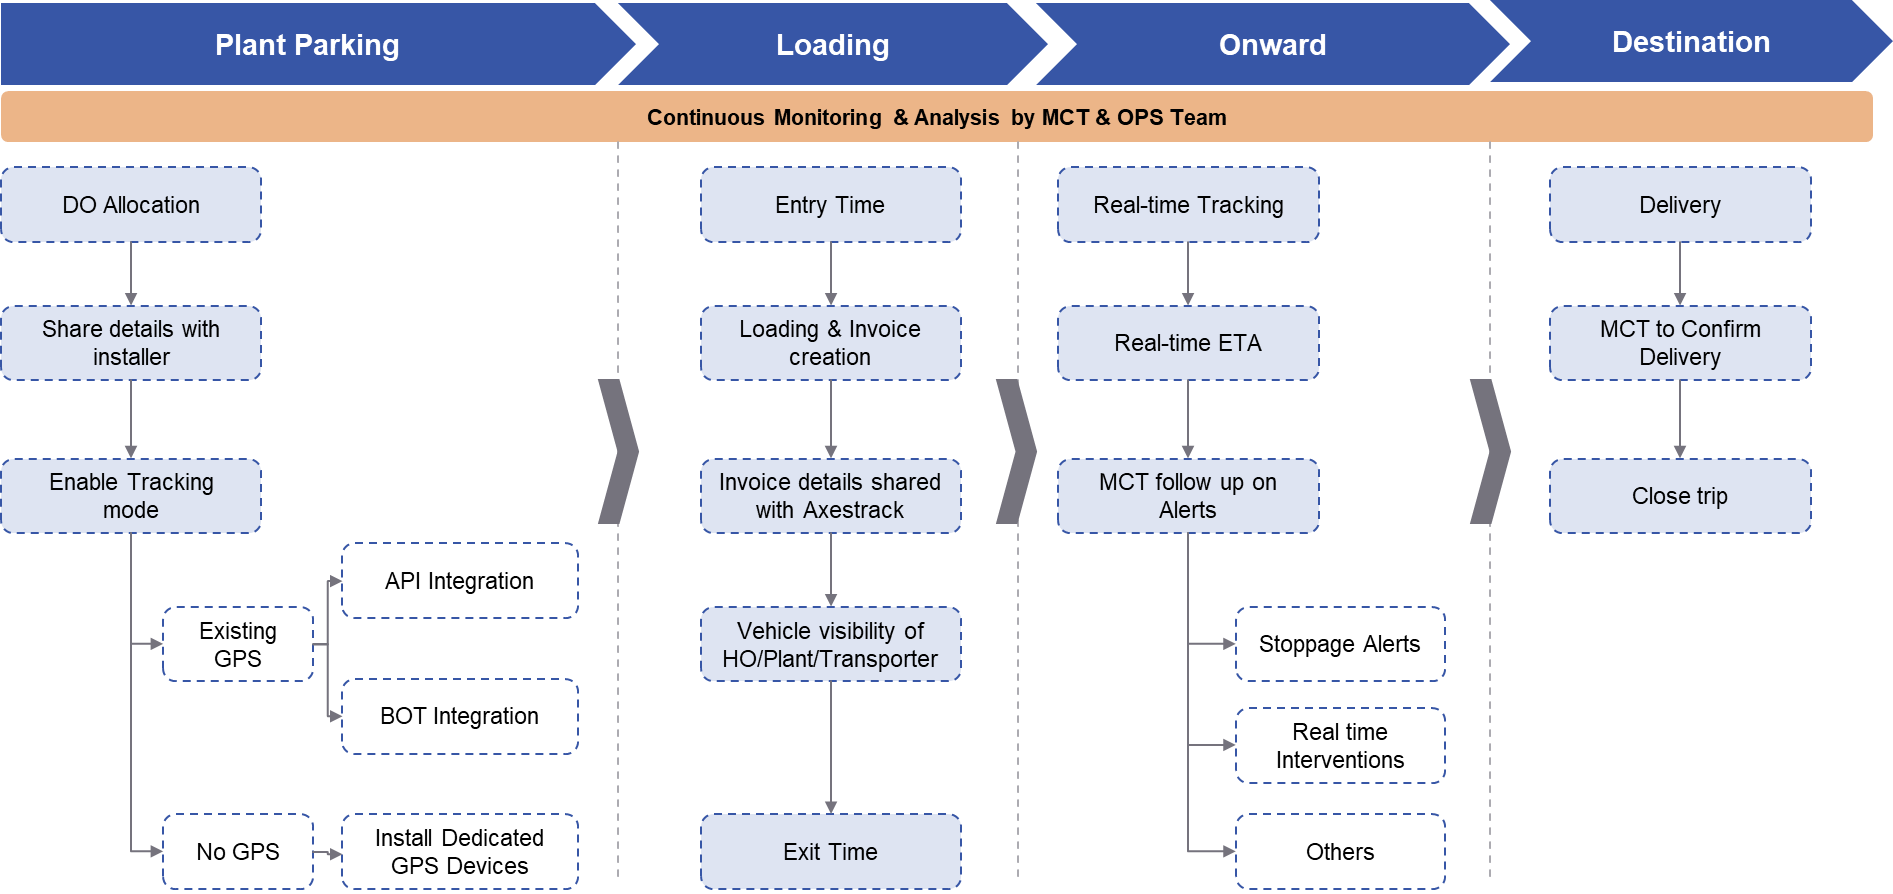 Plant Parking
Loading
Onward
Destination
Continuous Monitoring & Analysis by MCT & OPS Team
DO Allocation
Share details with
installer
Enable Tracking
mode
Existing
GPS
API Integration
BOT Integration
No GPS
Install Dedicated
GPS Devices
Entry Time
Loading & Invoice
creation
Invoice details shared
with Axestrack
Vehicle visibility of
HO/Plant/Transporter
Exit Time
Real-time Tracking
Real-time ETA
MCT follow up on
Alerts
Stoppage Alerts
Real time
Interventions
Others
Delivery
MCT to Confirm
Delivery
Close trip